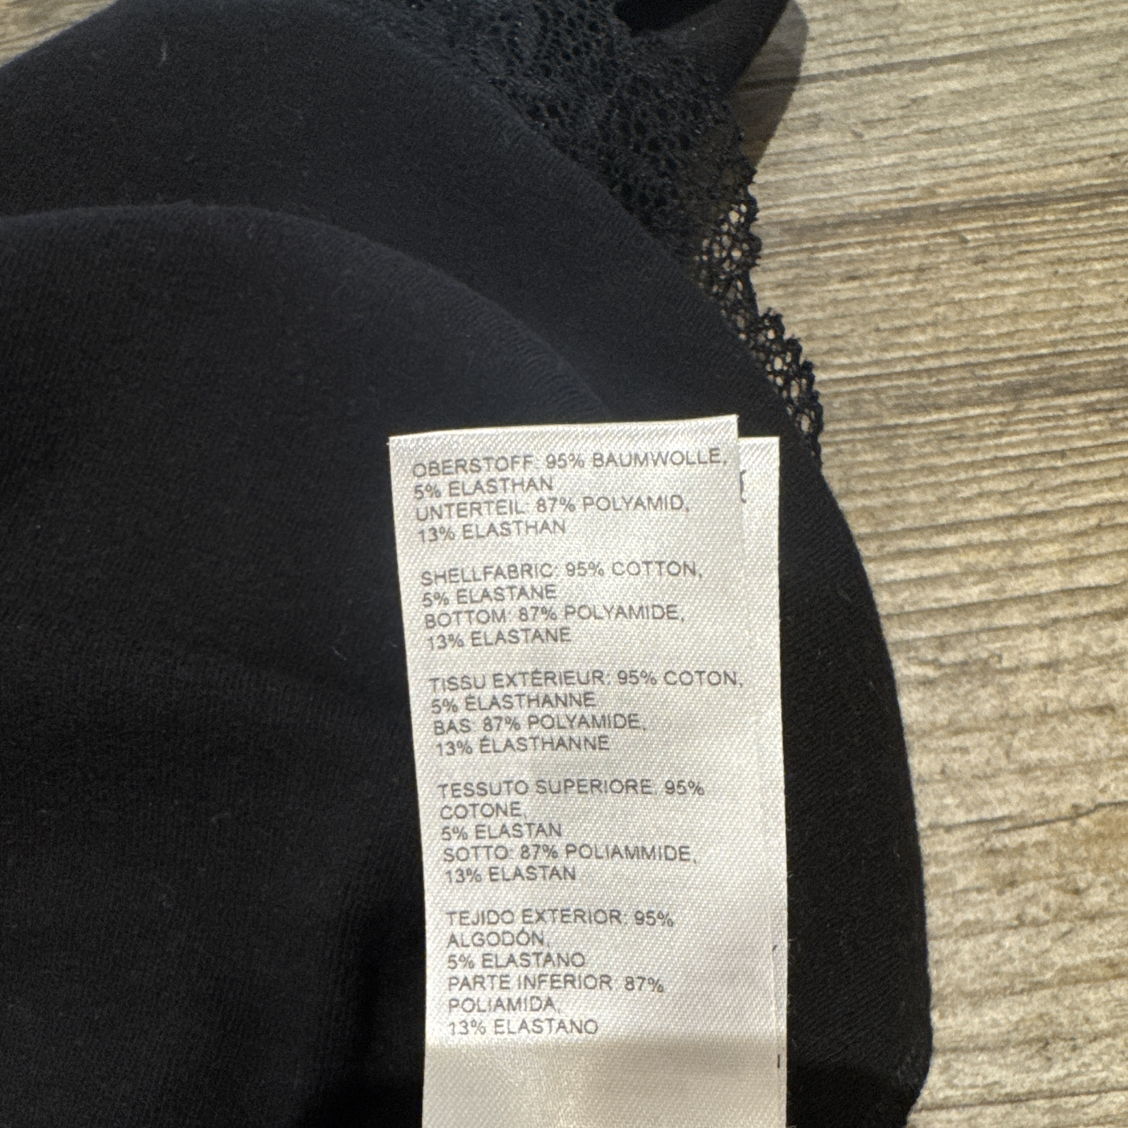 OBERSTOFF: 95% BAUMWOLLE,
5% ELASTHAN
UNTERTEIL: 87% POLYAMID,
13% ELASTHAN
SHELLFABRIC: 95% COTTON,
5% ELASTANE
BOTTOM: 87% POLYAMIDE,
13% ELASTANE
TISSU EXTÉRIEUR: 95% COTON,
5% ÉLASTHANNE
BAS: 87% POLYAMIDE,
13% ÉLASTHANNE
TESSUTO SUPERIORE: 95%
COTONE,
5% ELASTAN
SOTTO: 87% POLIAMMIDE,
13% ELASTAN
TEJIDO EXTERIOR: 95%
ALGODÓN,
5% ELASTANO
PARTE INFERIOR: 87%
POLIAMIDA,
13% ELASTANO